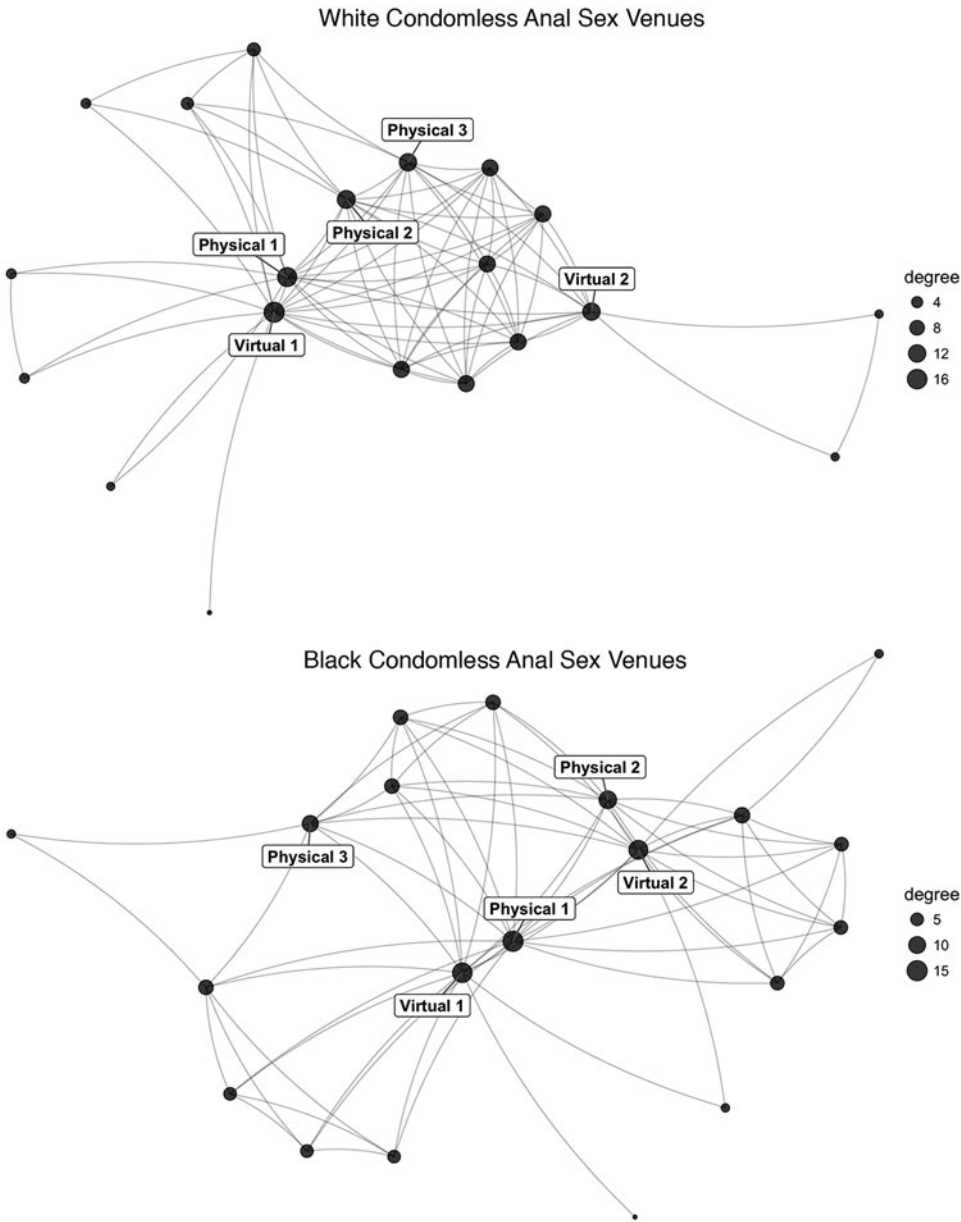 White Condomless Anal Sex Venues
Physical 3
Physical 2
Physical 1
Virtual 2
Virtual 1
degree
4
8
12
16
Black Condomless Anal Sex Venues
Physical 2
Physical 3
Virtual 2
Physical 1
Virtual 1
degree
5
10
15